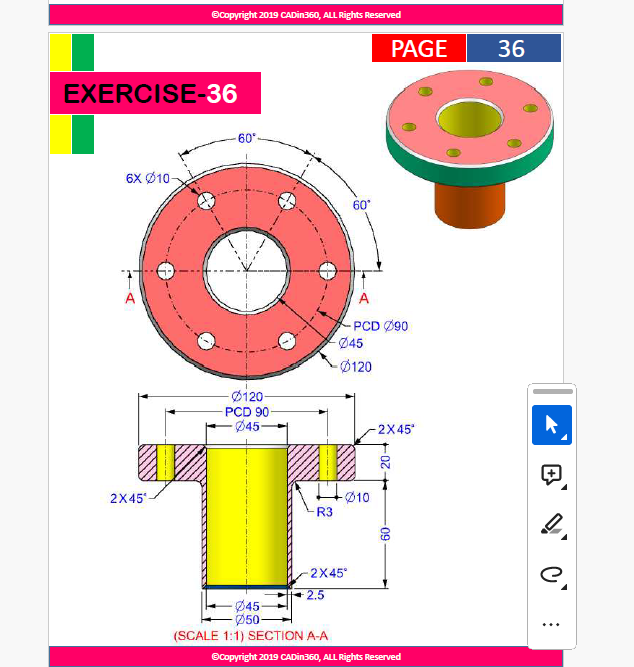 ©Copyright 2019 CADin360, ALL Rights Reserved
PAGE 36
EXERCISE-36
60°
6X Ø10
60°
A A
PCD Ø90
Ø45
Ø120
Ø120
PCD 90
Ø45
2X45°
20
2X45°
Ø10
R3
60
2X45°
2.5
Ø45
Ø50
(SCALE 1:1) SECTION A-A
©Copyright 2019 CADin360, ALL Rights Reserved